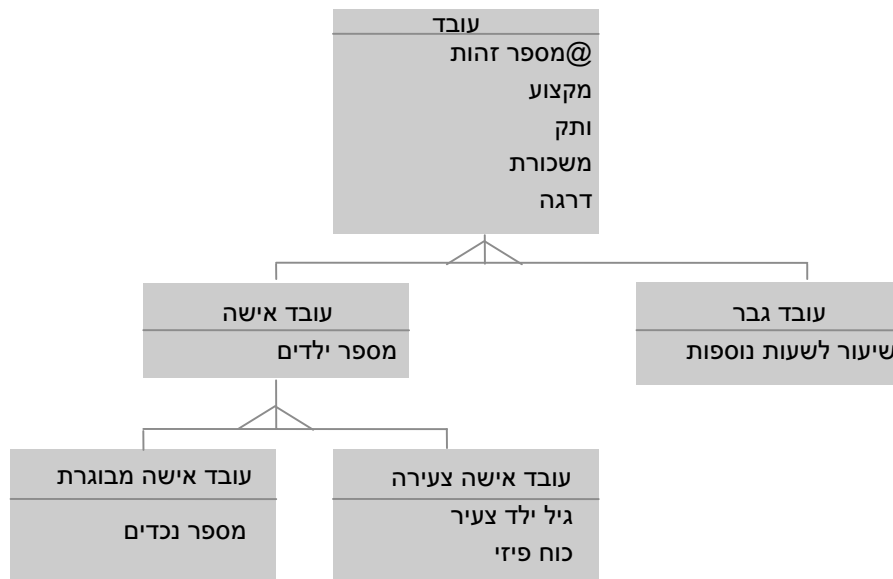 עובד
@מספר זהות
מקצוע
ותק
משכורת
דרגה
עובד גבר
שיעור לשעות נוספות
עובד אישה
מספר ילדים
עובד אישה צעירה
גיל ילד צעיר
כוח פיזי
עובד אישה מבוגרת
מספר נכדים